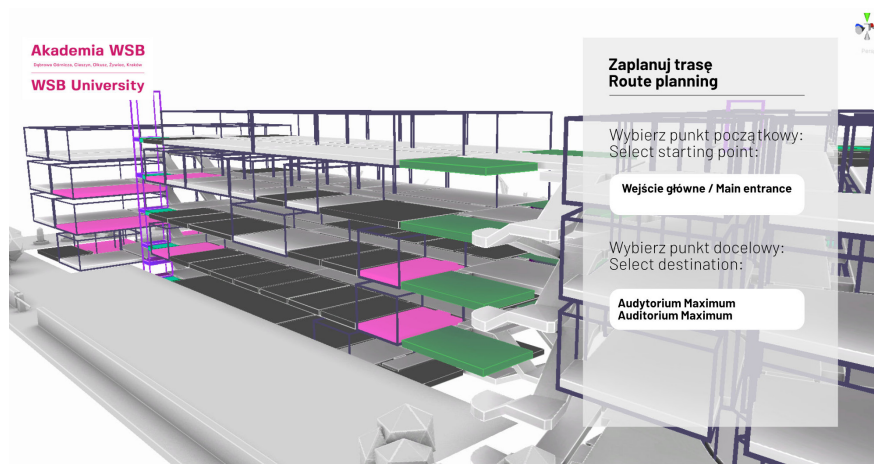 Akademia WSB
Dąbrowa Górnicza, Cieszyn, Olkusz, Żywiec, Kraków
WSB University
Zaplanuj trasę
Route planning
Wybierz punkt początkowy:
Select starting point:
Wejście główne / Main entrance
Wybierz punkt docelowy:
Select destination:
Audytorium Maximum
Auditorium Maximum